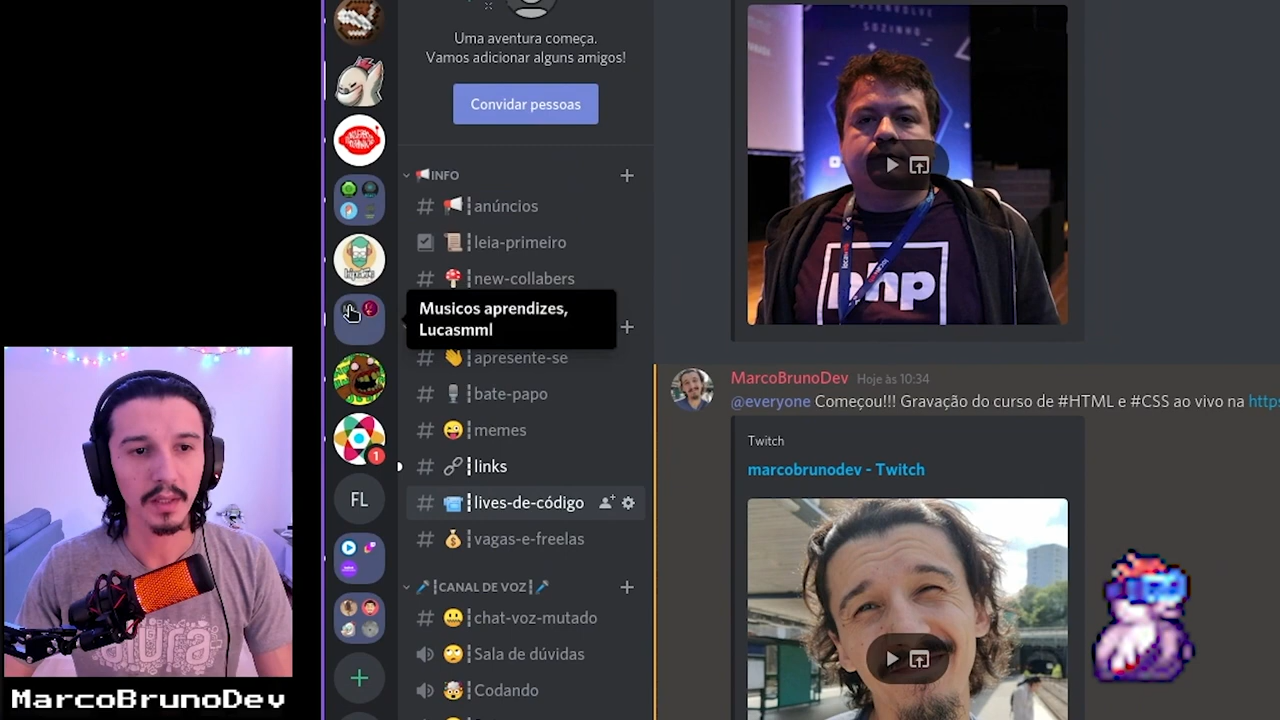 Uma aventura começa.
Vamos adicionar alguns amigos!
Convidar pessoas
INFO
anúncios
leia-primeiro
new-collabers
Musicos aprendizes,
Lucasmml
apresente-se
bate-papo
memes
links
lives-de-código
vagas-e-freelas
CANAL DE VOZ
chat-voz-mutado
Sala de dúvidas
Codando
1
FL
DESENVOLVE
SOZINHO
php
MarcoBrunoDev Hoje às 10:34
@everyone Começou!!! Gravação do curso de #HTML e #CSS ao vivo na https
Twitch
marcobrunodev - Twitch
MarcoBrunoDev